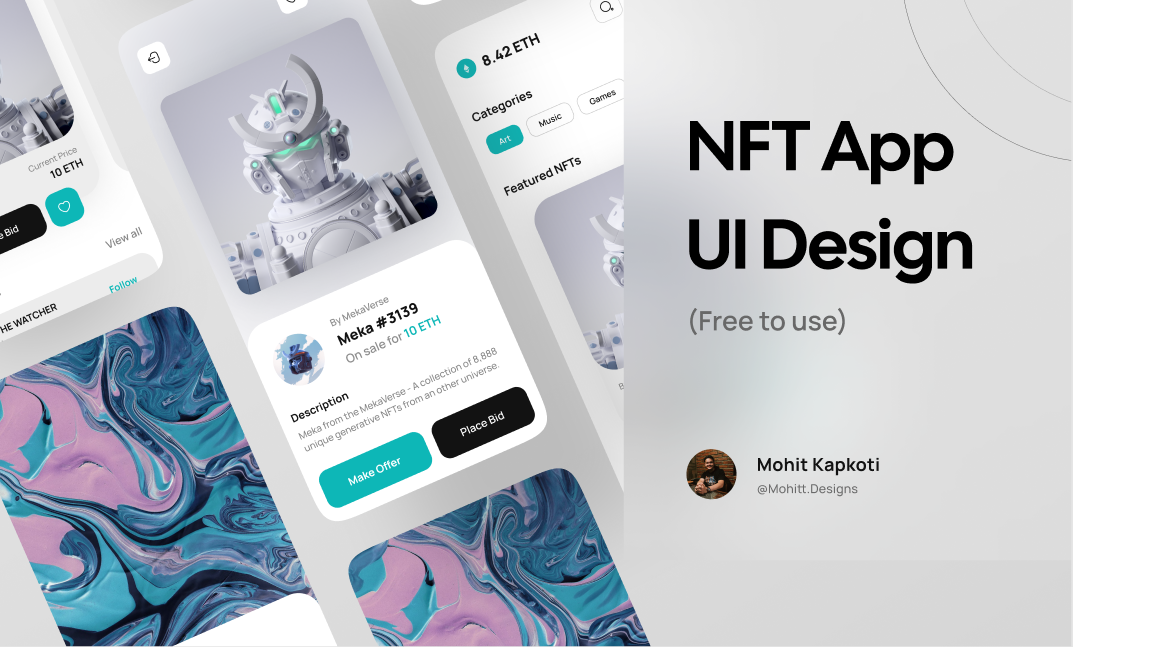 Current Price
10 ETH
Bid
View all
THE WATCHER
Follow
By MekaVerse
Meka #3139
On sale for 10 ETH
Description
Meka from the MekaVerse - A collection of 8,888
unique generative NFTs from an other universe.
Make Offer
Place Bid
8.42 ETH
Categories
Art
Music
Games
Featured NFTs
NFT App
UI Design
(Free to use)
Mohit Kapkoti
@Mohitt.Designs